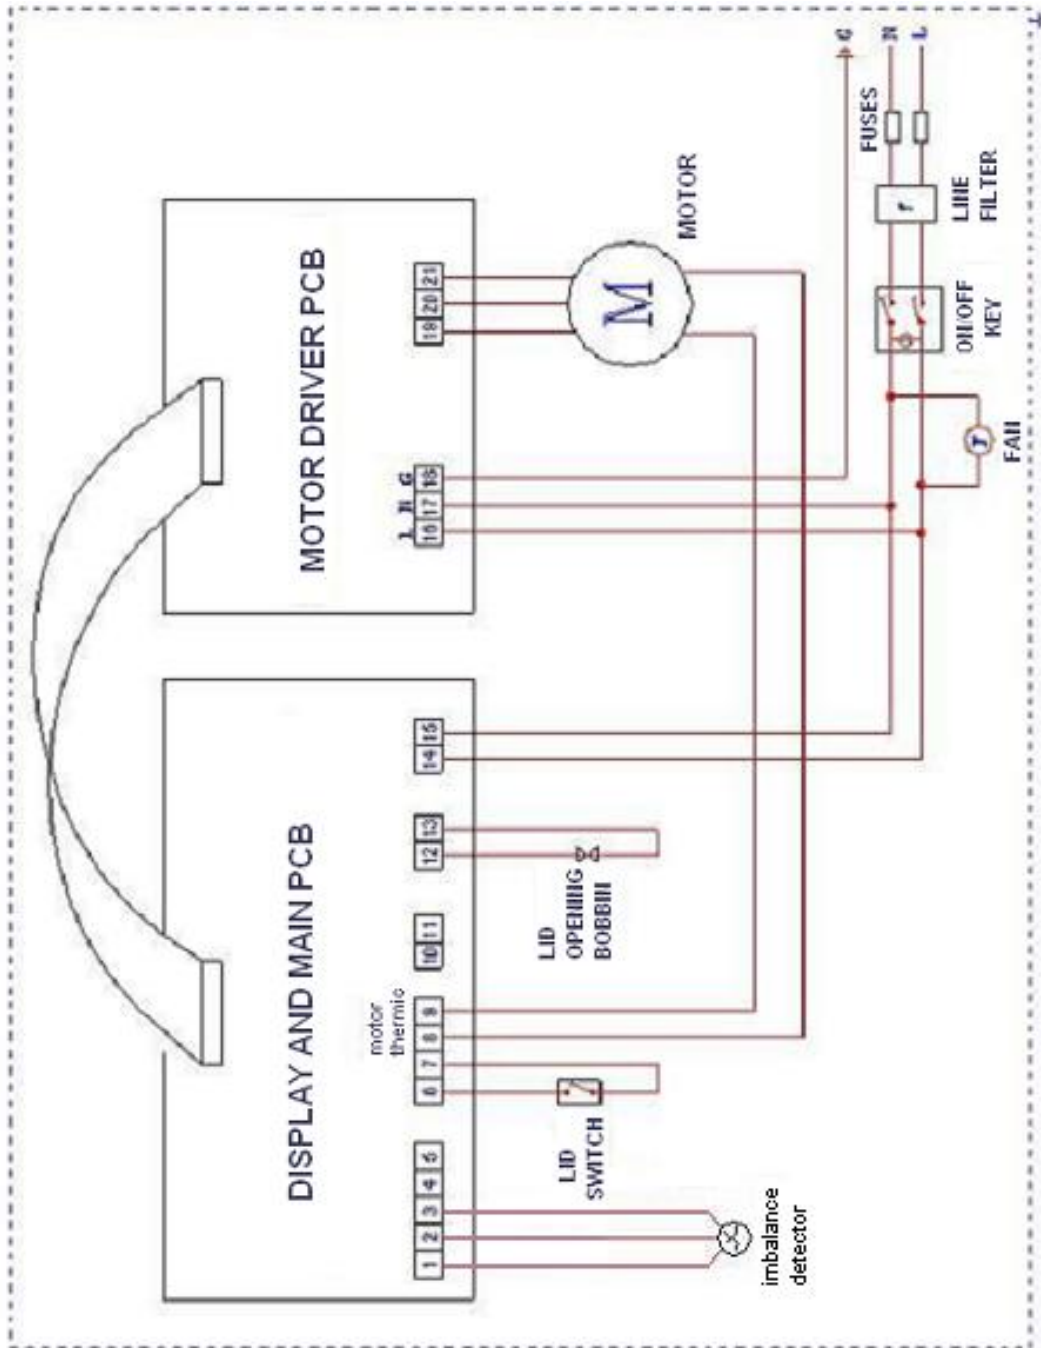 G
N
L
FUSES
LINE
FILTER
ON/OFF
KEY
FAN
MOTOR
M
MOTOR DRIVER PCB
16 17 18
19 20 21
L N G
DISPLAY AND MAIN PCB
motor
thermic
1 2 3 4 5
6 7 8 9
10 11
12 13
14 15
LID
OPENING
BOBBIN
LID
SWITCH
imbalance
detector